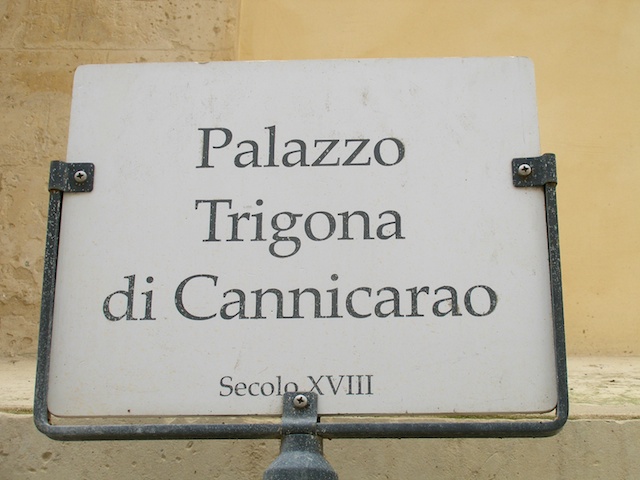 Palazzo
Trigona
di Cannicarao
Secolo XVIII